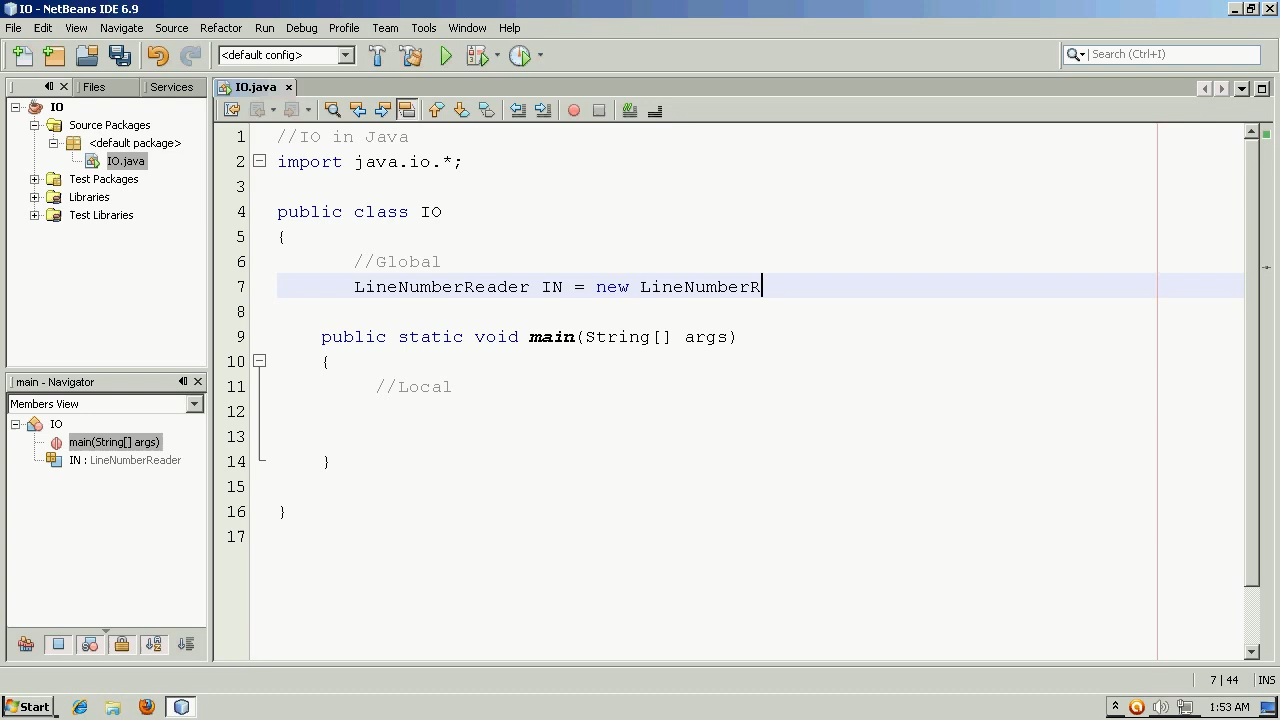 IO - NetBeans IDE 6.9
File Edit View Navigate Source Refactor Run Debug Profile Team Tools Window Help
<default config>
Search (Ctrl+I)
Files Services
IO
Source Packages
<default package>
IO.java
Test Packages
Libraries
Test Libraries
main - Navigator
Members View
IO
main(String[] args)
IN : LineNumberReader
IO.java
1 //IO in Java
2 import java.io.*;
3
4 public class IO
5 {
6 //Global
7 LineNumberReader IN = new LineNumberR
8
9 public static void main(String[] args)
10 {
11 //Local
12
13
14 }
15
16 }
17
7 | 44 INS
Start
1:53 AM